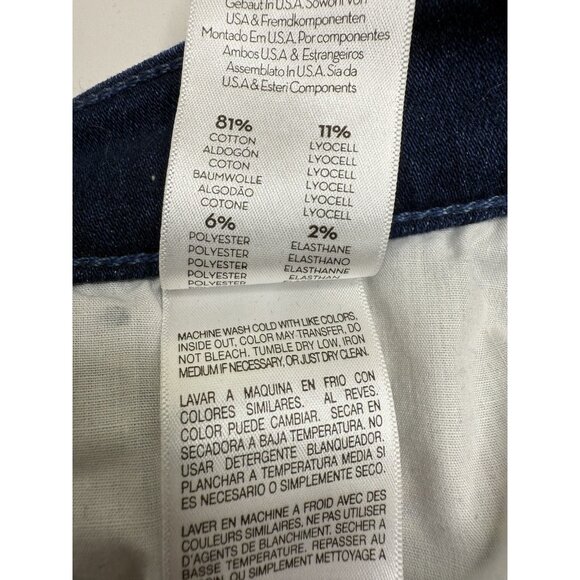 Gebaut In U.S.A. Sowohl Von
USA & Fremdkomponenten
Montado Em U.S.A. Por componentes
Ambos U.S.A & Estrangeiros
Assemblato In U.S.A. Sia da
U.S.A & Esteri Components
81% 11%
COTTON LYOCELL
ALDOGÓN LYOCELL
COTON LYOCELL
BAUMWOLLE LYOCELL
ALGODÃO LYOCELL
COTONE LYOCELL
6% 2%
POLYESTER ELASTHANE
POLYESTER ELASTHANO
POLYESTER ELASTHANNE
POLYESTER
MACHINE WASH COLD WITH LIKE COLORS,
INSIDE OUT, COLOR MAY TRANSFER, DO
NOT BLEACH. TUMBLE DRY LOW, IRON
MEDIUM IF NECESSARY, OR JUST DRY CLEAN.
LAVAR A MAQUINA EN FRIO CON
COLORES SIMILARES. AL REVES.
COLOR PUEDE CAMBIAR. SECAR EN
SECADORA A BAJA TEMPERATURA. NO
USAR DETERGENTE BLANQUEADOR.
PLANCHAR A TEMPERATURA MEDIA SI
ES NECESARIO O SIMPLEMENTE SECO.
LAVER EN MACHINE À FROID AVEC DES
COULEURS SIMILAIRES, NE PAS UTILISER
D'AGENTS DE BLANCHIMENT. SECHER A
BASSE TEMPERATURE. REPASSER AU
BESOIN, OU SIMPLEMENT METTOYAGE A